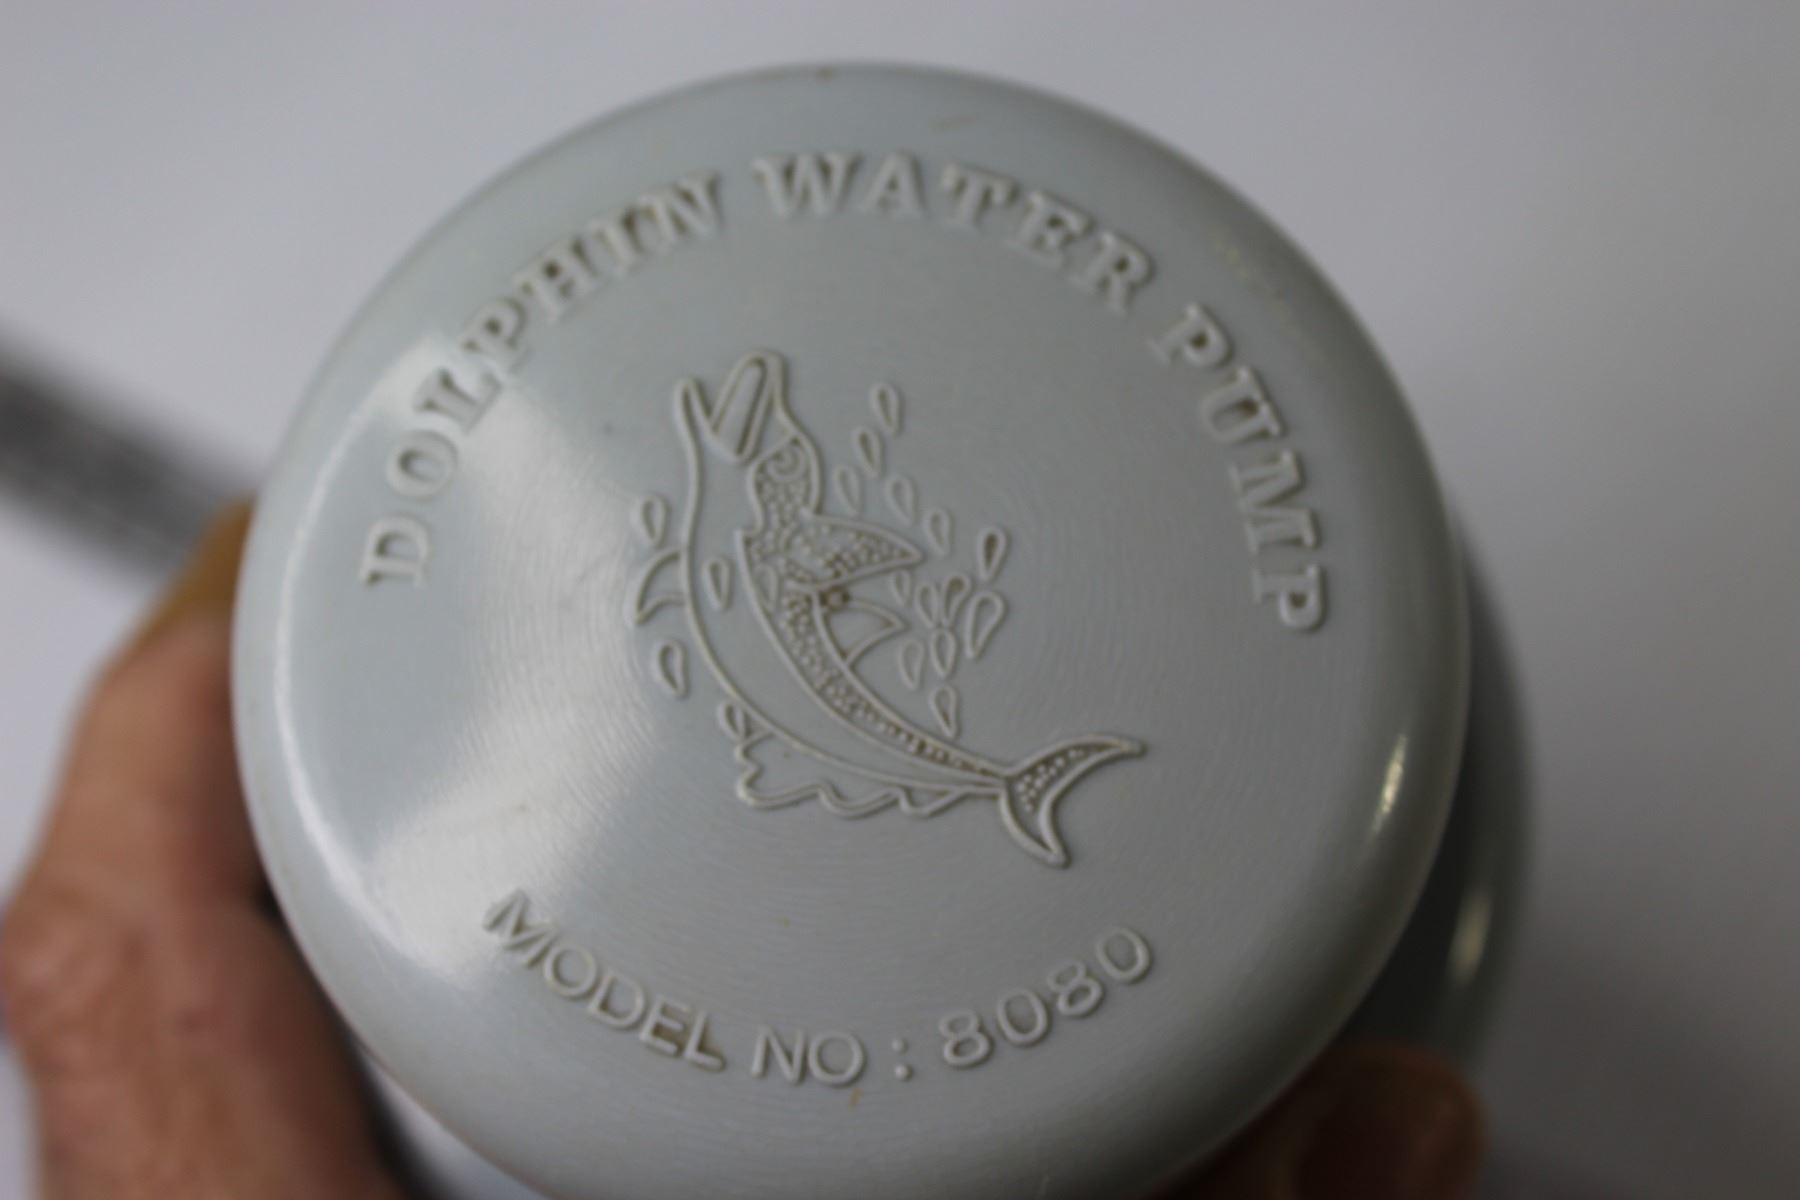 DOLPHIN WATER PUMP
MODEL NO : 8080